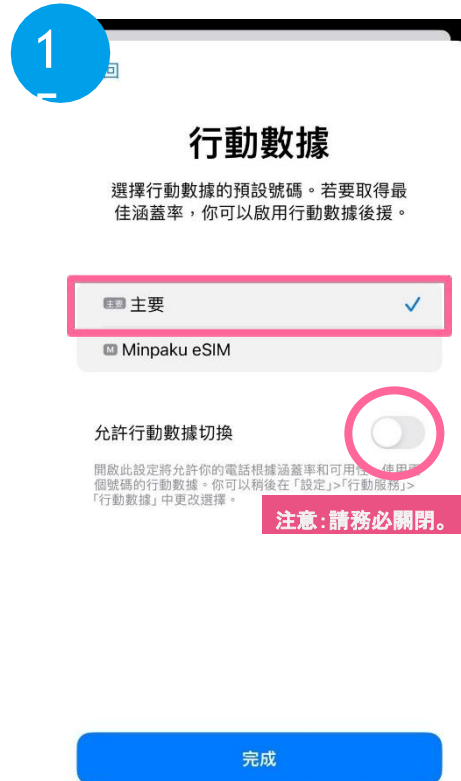 1
回
行動數據
選擇行動數據的預設號碼。若要取得最
佳涵蓋率，你可以啟用行動數據後援。
主要 主要
M Minpaku eSIM
允許行動數據切換
開啟此設定將允許你的電話根據涵蓋率和可用性，使用
個號碼的行動數據。你可以稍後在「設定」>「行動服務」>
「行動數據」中更改選擇。
注意:請務必關閉。
完成